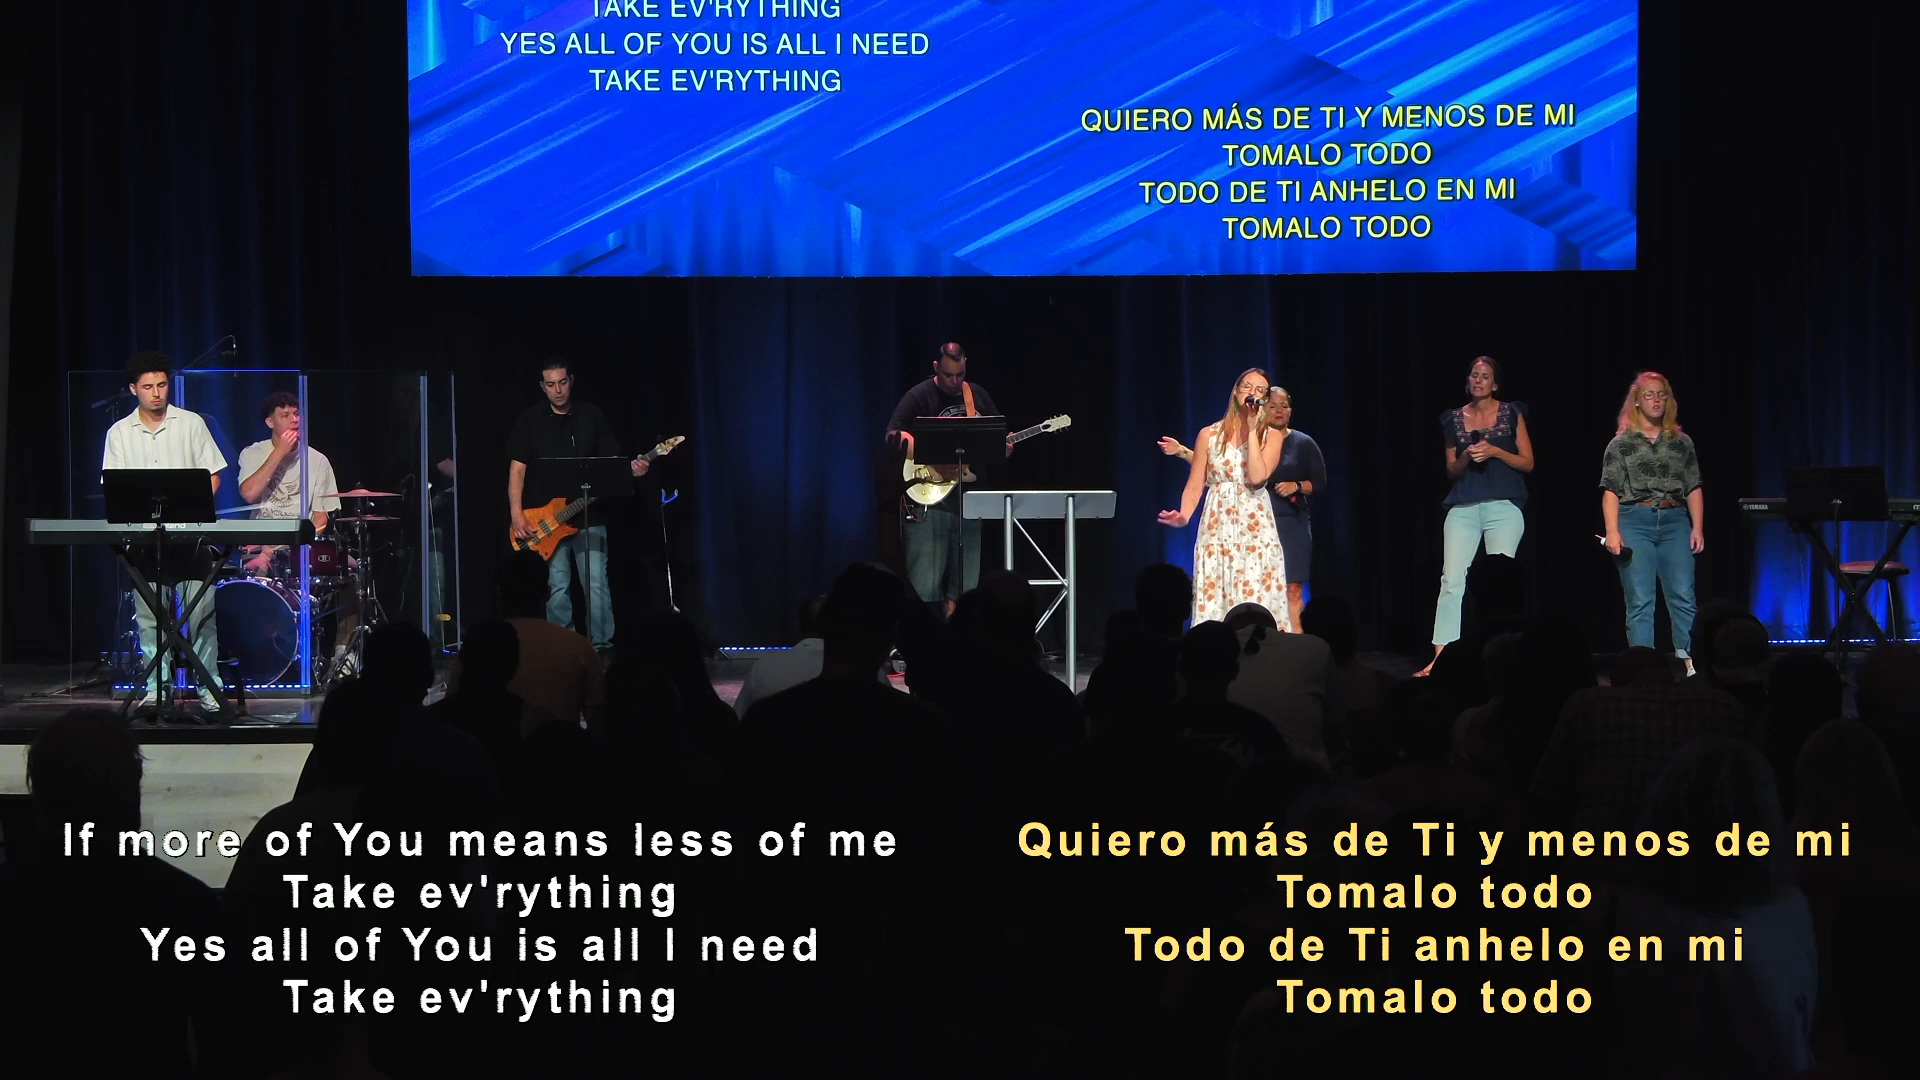 TAKE EV'RYTHING
YES ALL OF YOU IS ALL I NEED
TAKE EV'RYTHING
QUIERO MÁS DE TI Y MENOS DE MI
TOMALO TODO
TODO DE TI ANHELO EN MI
TOMALO TODO
YAMAHA
If more of You means less of me
Take ev'rything
Yes all of You is all I need
Take ev'rything
Quiero más de Ti y menos de mi
Tomalo todo
Todo de Ti anhelo en mi
Tomalo todo